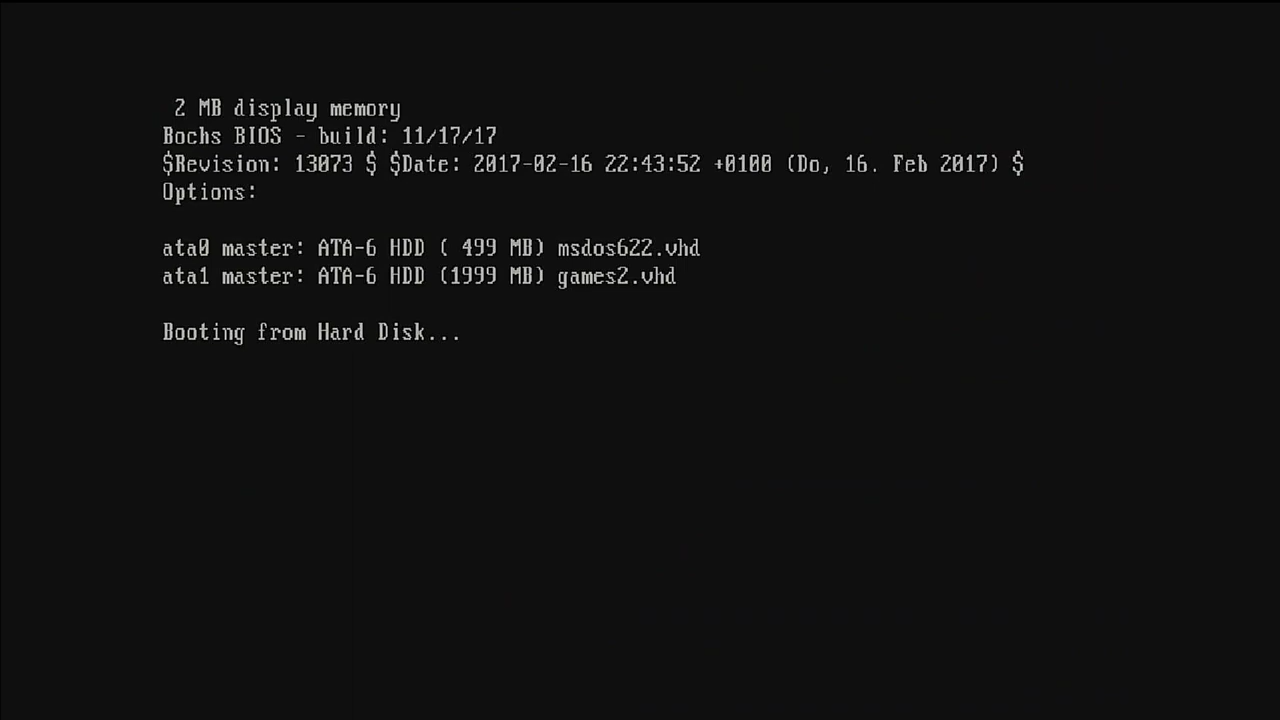 2 MB display memory
Bochs BIOS - build: 11/17/17
$Revision: 13073 $ $Date: 2017-02-16 22:43:52 +0100 (Do, 16. Feb 2017) $
Options:
ata0 master: ATA-6 HDD ( 499 MB) msdos622.vhd
ata1 master: ATA-6 HDD (1999 MB) games2.vhd
Booting from Hard Disk...